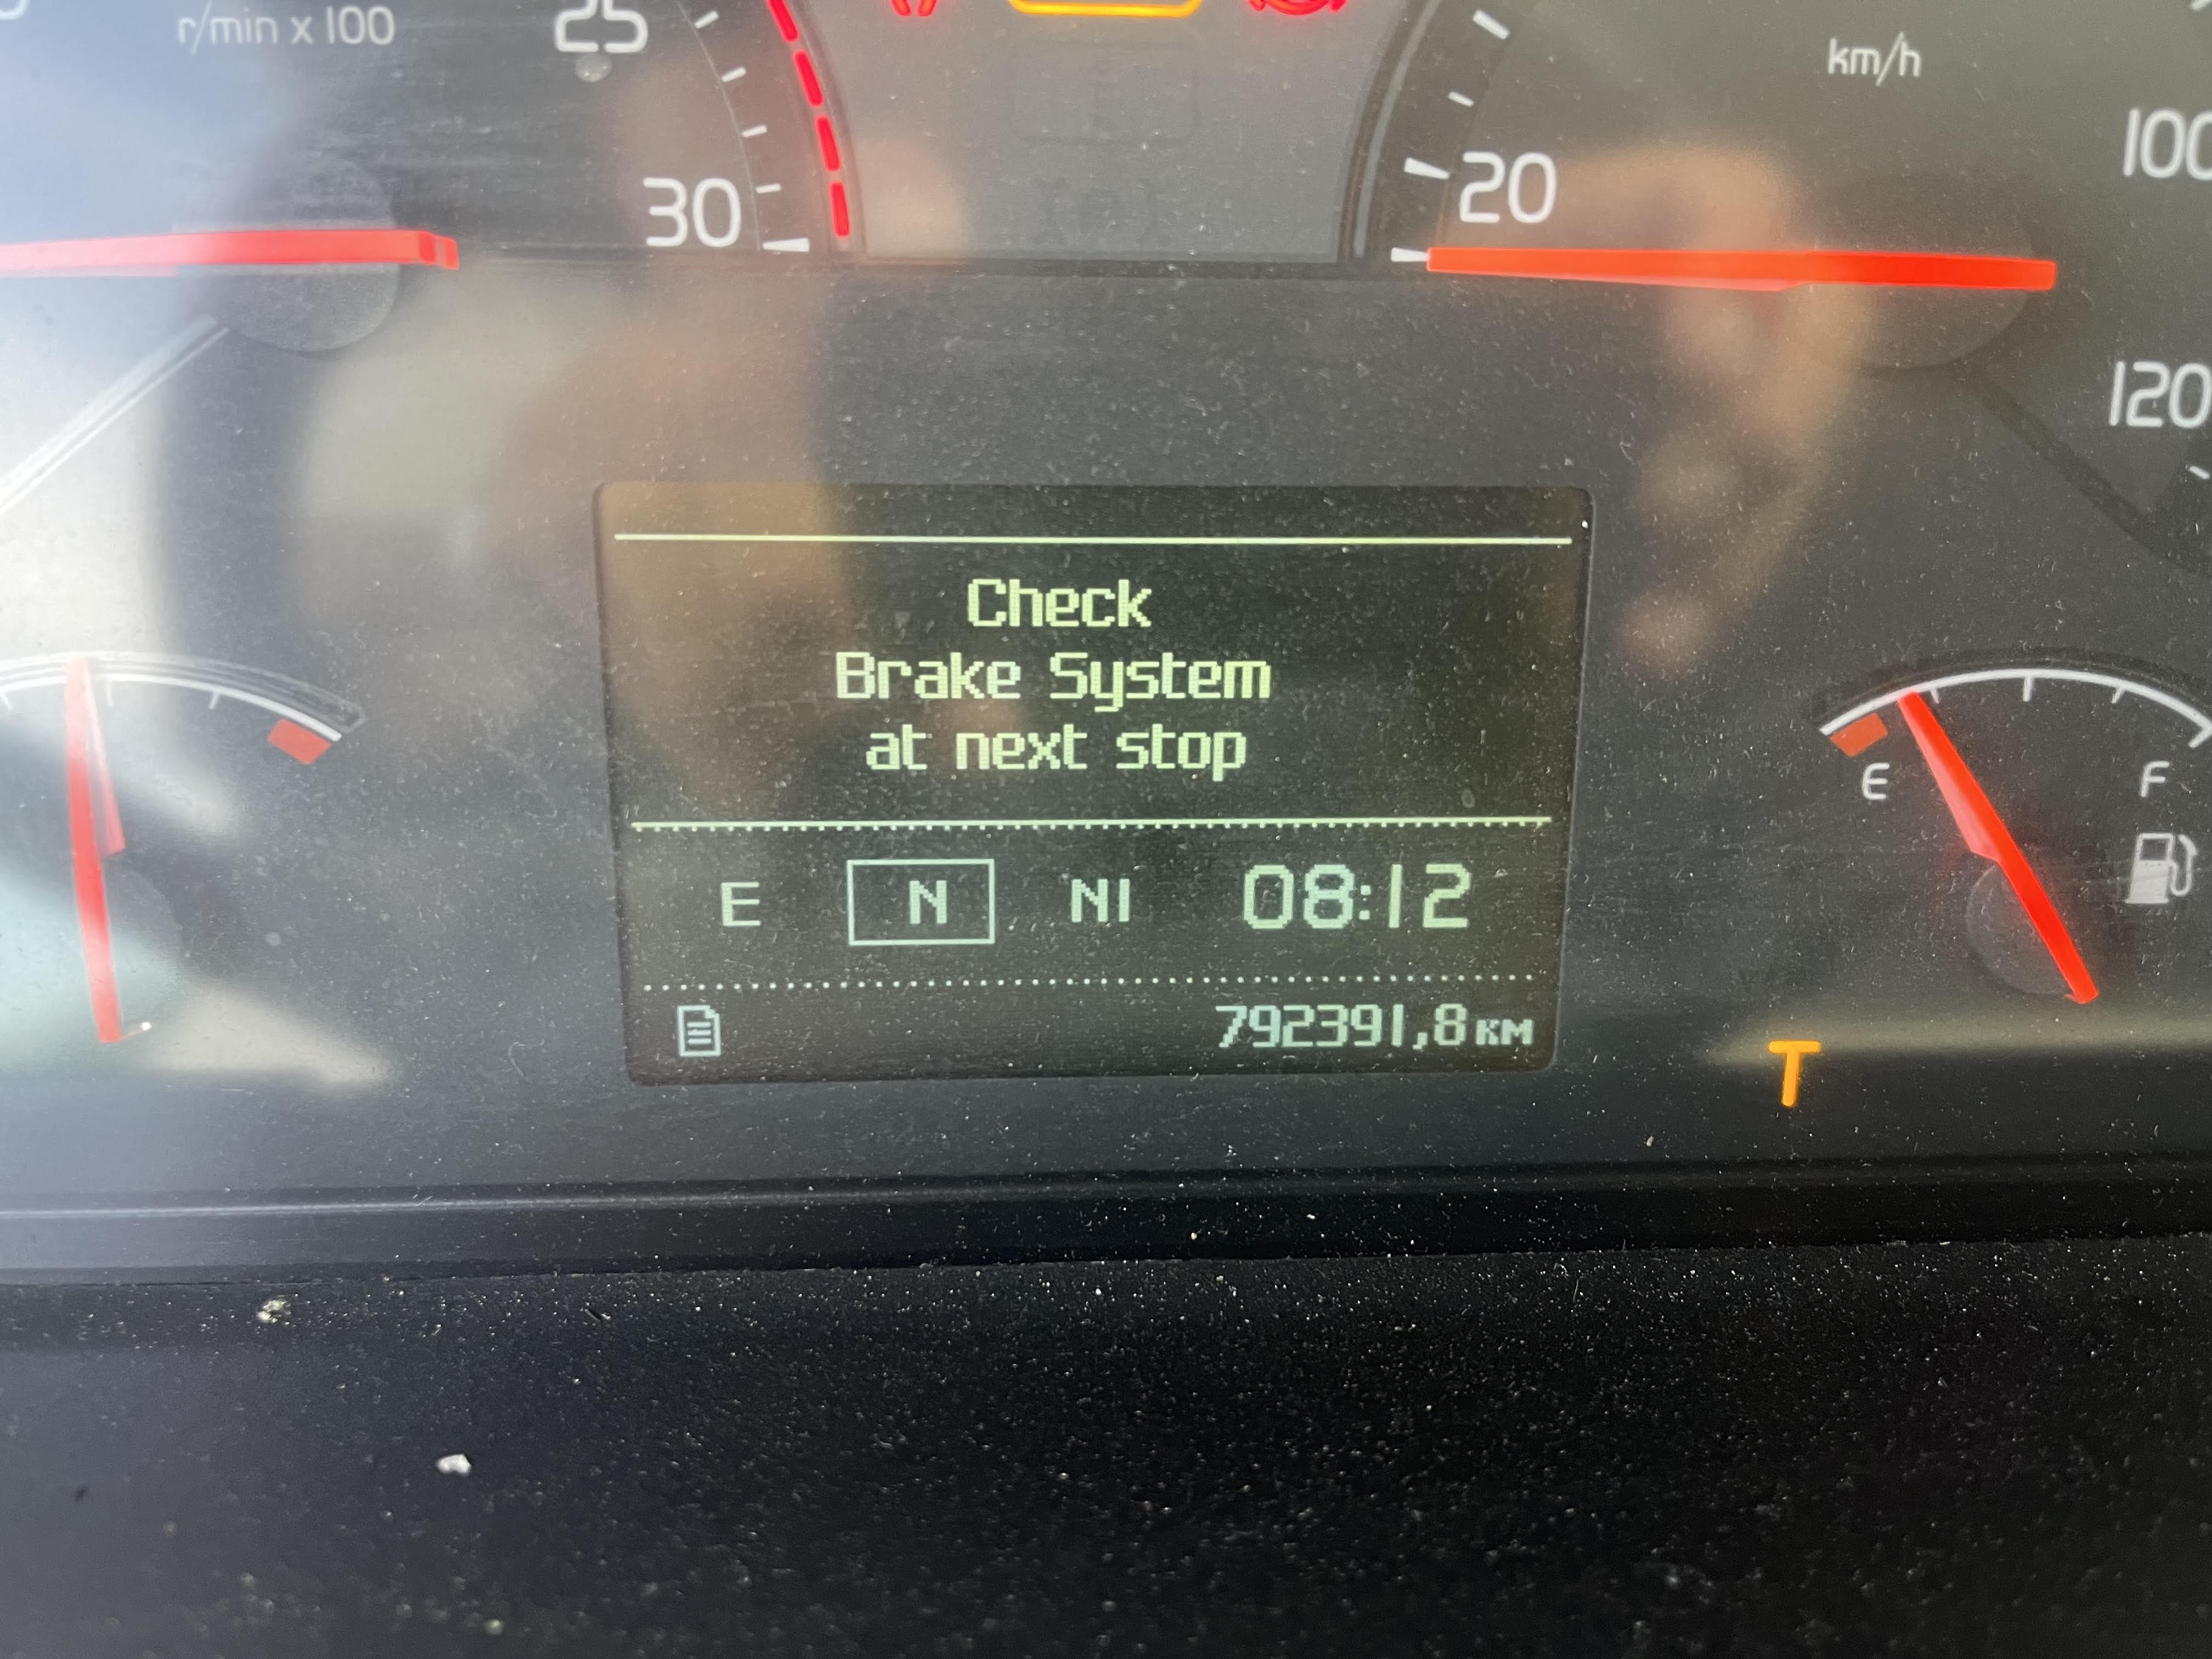 r/min x 100
25
30
km/h
20
100
120
Check
Brake System
at next stop
E N N1 08:12
792391,8 KM
E
F
T